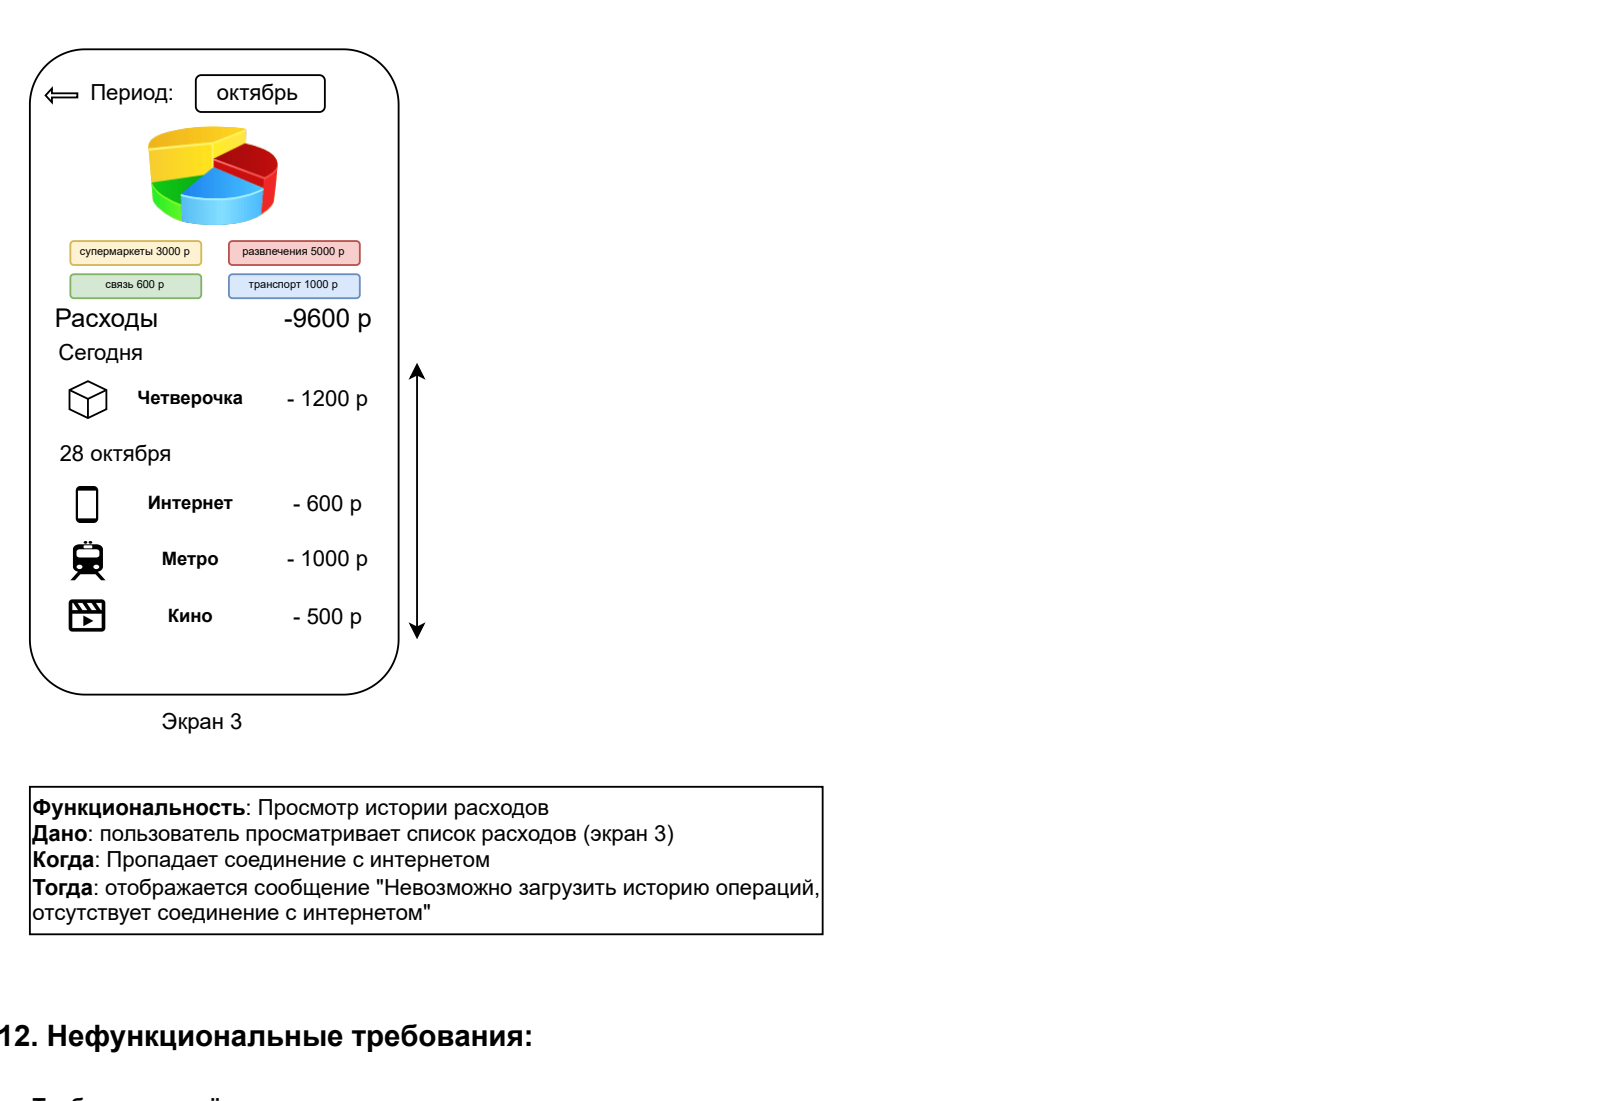 Период: октябрь
супермаркеты 3000 р развлечения 5000 р
связь 600 р транспорт 1000 р
Расходы -9600 р
Сегодня
Четверочка - 1200 р
28 октября
Интернет - 600 р
Метро - 1000 р
Кино - 500 р
Экран 3
Функциональность: Просмотр истории расходов
Дано: пользователь просматривает список расходов (экран 3)
Когда: Пропадает соединение с интернетом
Тогда: отображается сообщение "Невозможно загрузить историю операций,
отсутствует соединение с интернетом"
12. Нефункциональные требования: